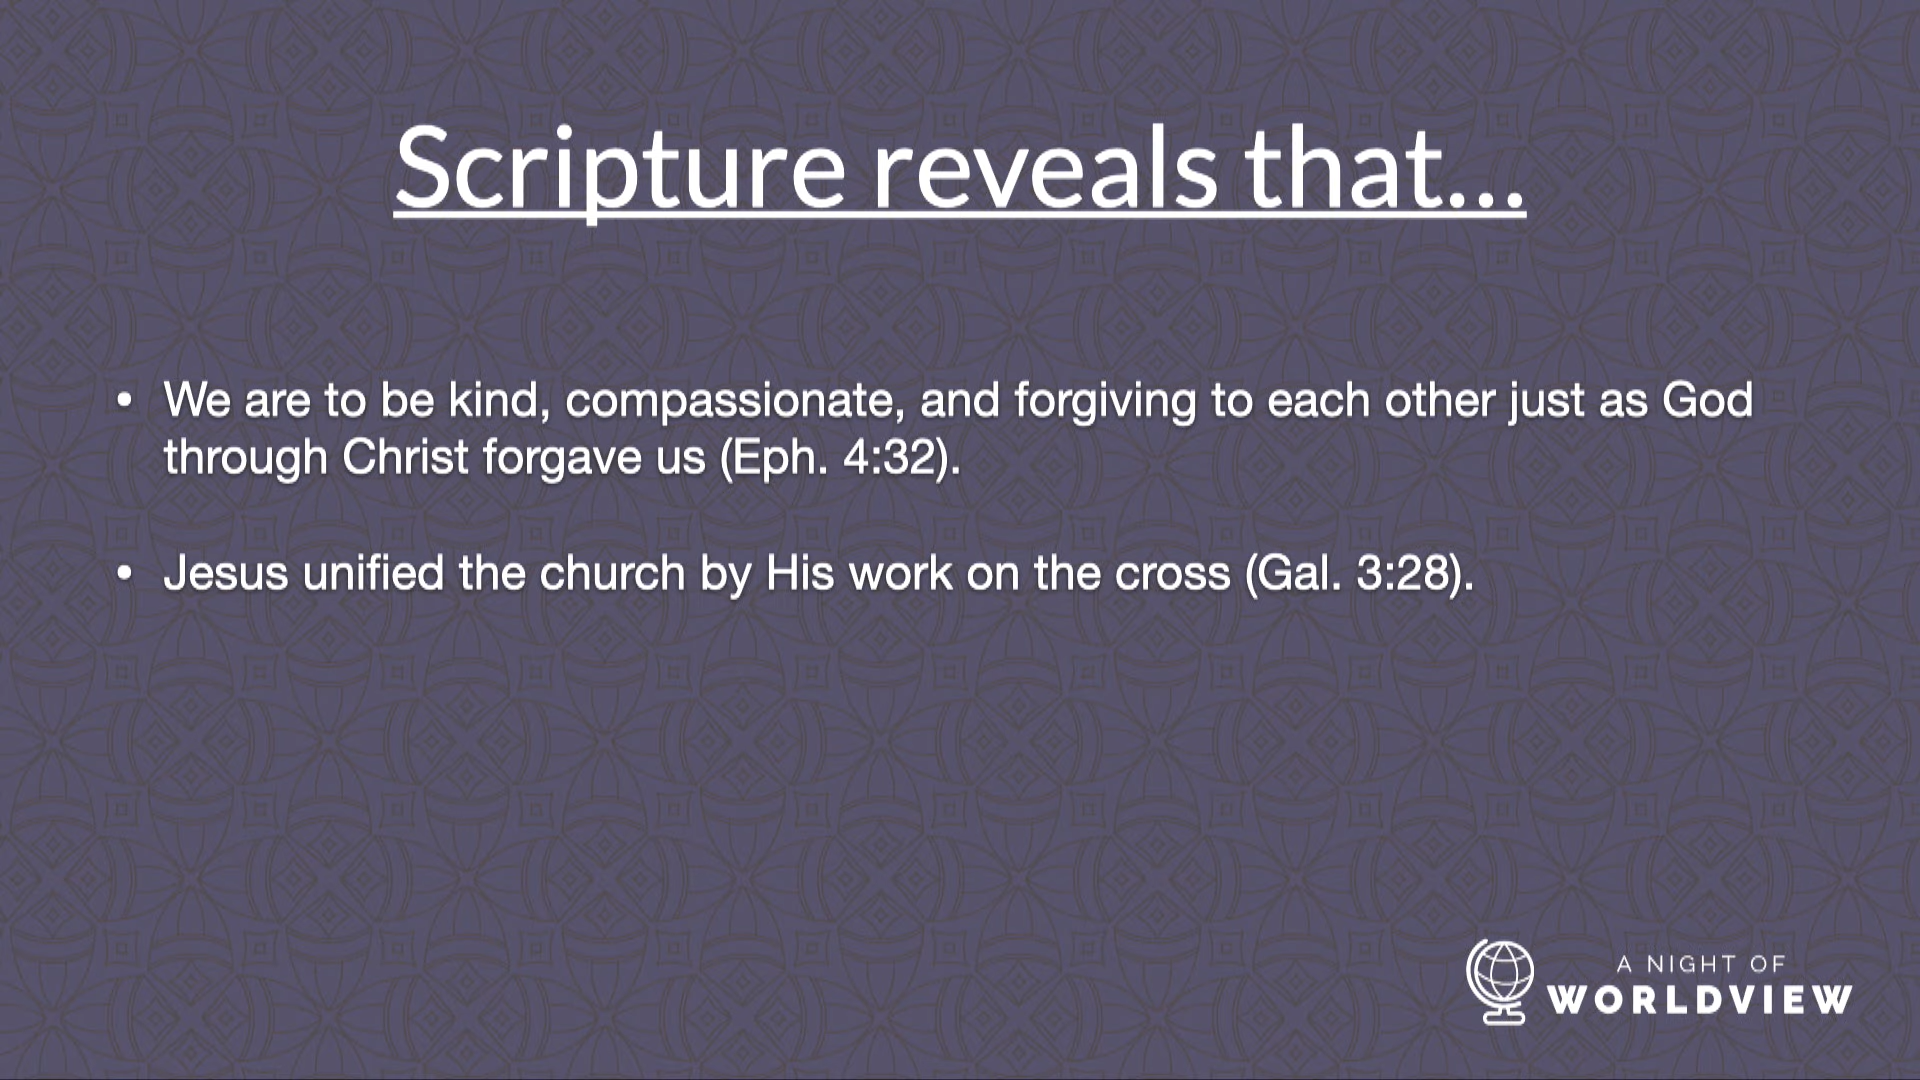 Scripture reveals that...
• We are to be kind, compassionate, and forgiving to each other just as God
through Christ forgave us (Eph. 4:32).
• Jesus unified the church by His work on the cross (Gal. 3:28).
A NIGHT OF
WORLDVIEW